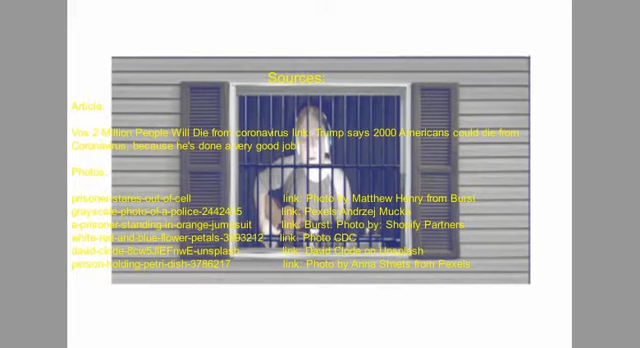 Sources:
Article:
Vox 2 Million People Will Die from coronavirus link: Trump says 2000 Americans could die from
Coronavirus, because he's done a very good job
Photos:
prisoner-stares-out-of-cell link: Photo by Matthew Henry from Burst
grayscale-photo-of-a-police-2442435 link: Pexels Andrzej Mucka
a-prisoner-standing-in-orange-jumpsuit link: Burst: Photo by: Shopify Partners
white-red-and-blue-flower-petals-3993212 link: Photo CDC
link: David Clode on Unsplash
person-holding-petri-dish-3786217 link: Photo by Anna Shvets from Pexels